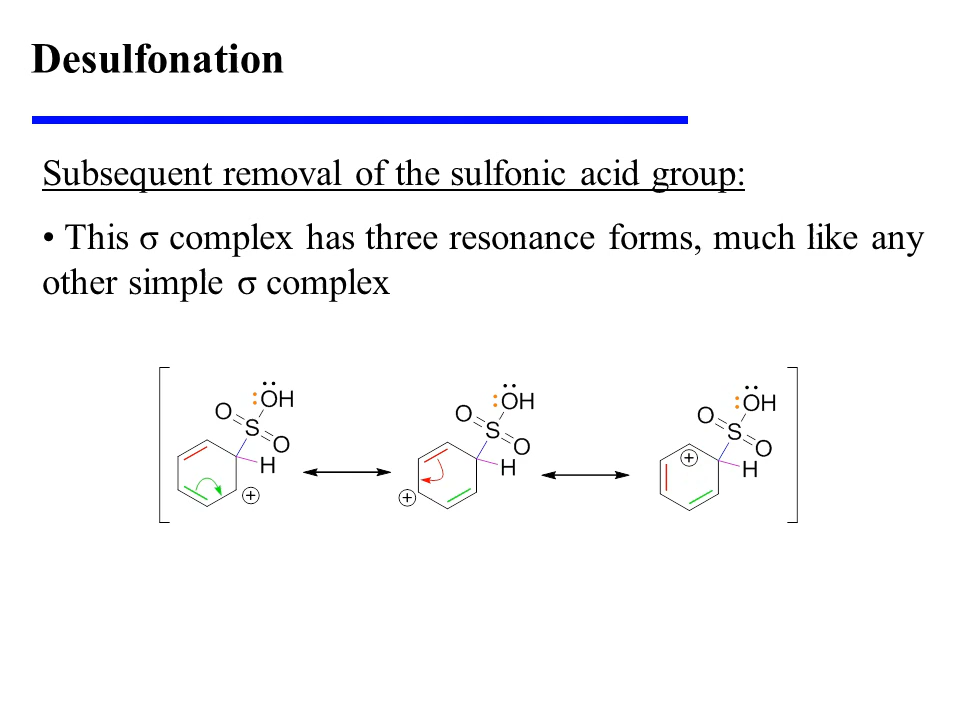 Desulfonation
Subsequent removal of the sulfonic acid group:
• This σ complex has three resonance forms, much like any
other simple σ complex
OH OH OH
O S O H +
O S O H +
O S O H +